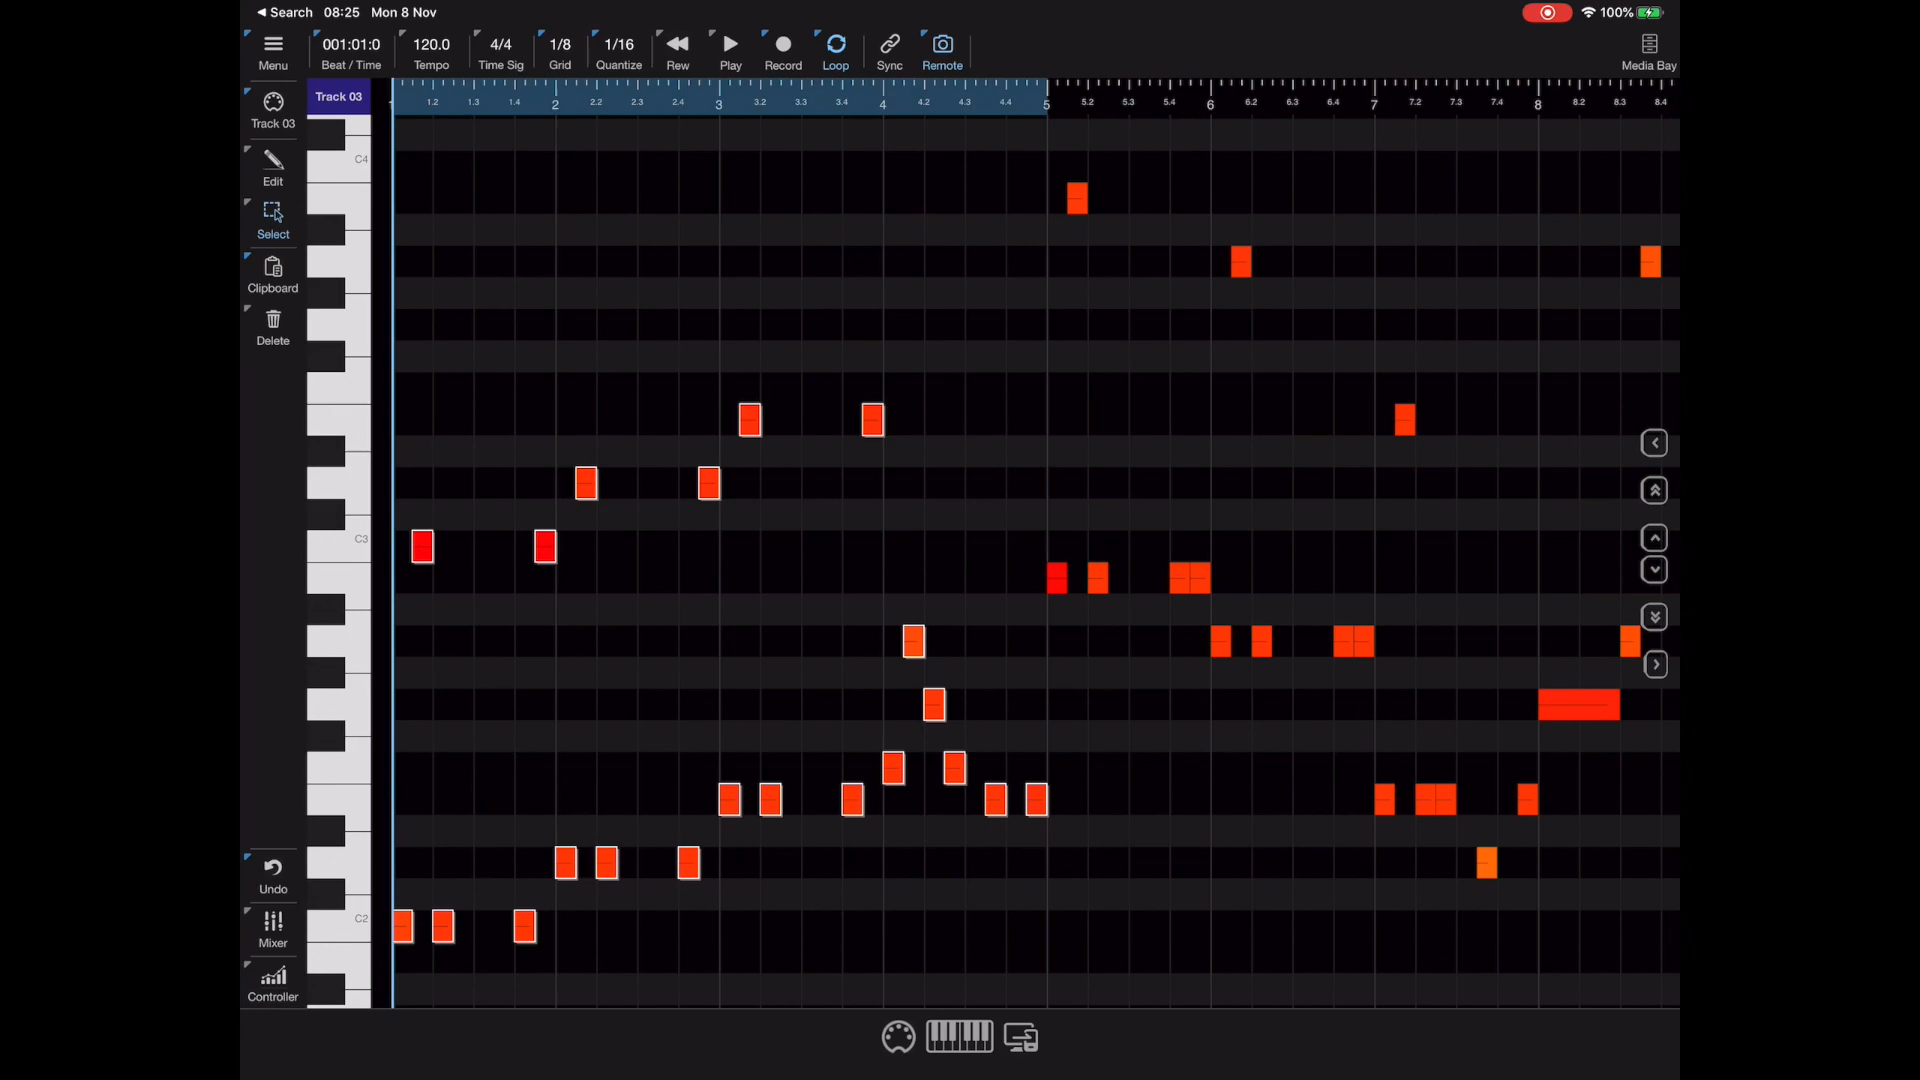 ◀ Search 08:25 Mon 8 Nov 100%
001:01:0 120.0 4/4 1/8 1/16
Menu Beat / Time Tempo Time Sig Grid Quantize Rew Play Record Loop Sync Remote Media Bay
Track 03
1 1.2 1.3 1.4 2 2.2 2.3 2.4 3 3.2 3.3 3.4 4 4.2 4.3 4.4 5 5.2 5.3 5.4 6 6.2 6.3 6.4 7 7.2 7.3 7.4 8 8.2 8.3 8.4
Track 03
C4
Edit
Select
Clipboard
Delete
C3
Undo
C2
Mixer
Controller